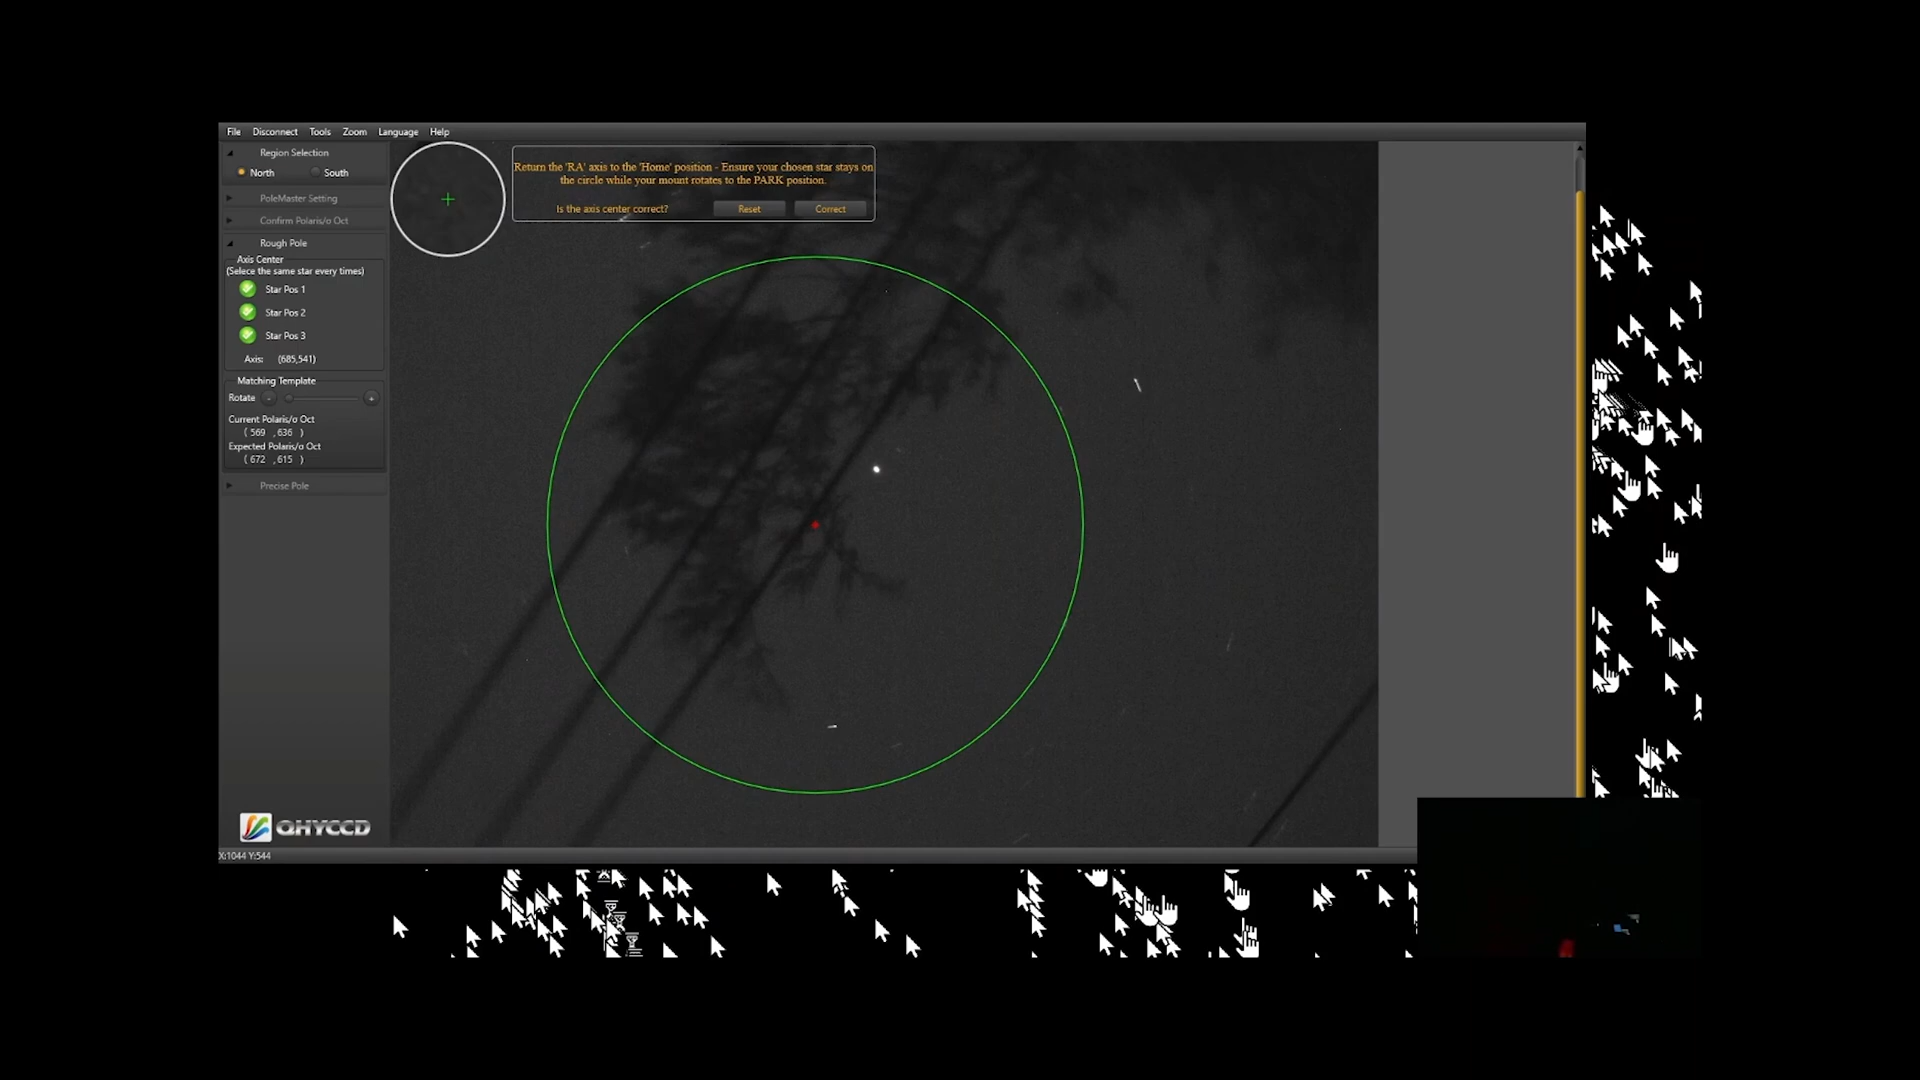 File Disconnect Tools Zoom Language Help
Region Selection
North South
PoleMaster Setting
Confirm Polaris/σ Oct
Rough Pole
Axis Center
(Selece the same star every times)
Star Pos 1
Star Pos 2
Star Pos 3
Axis: (685,541)
Matching Template
Rotate - +
Current Polaris/σ Oct
( 569 ,636 )
Expected Polaris/σ Oct
( 672 ,615 )
Precise Pole
QHYCCD
X:1044 Y:544
Return the 'RA' axis to the 'Home' position - Ensure your chosen star stays on
the circle while your mount rotates to the PARK position.
Is the axis center correct? Reset Correct